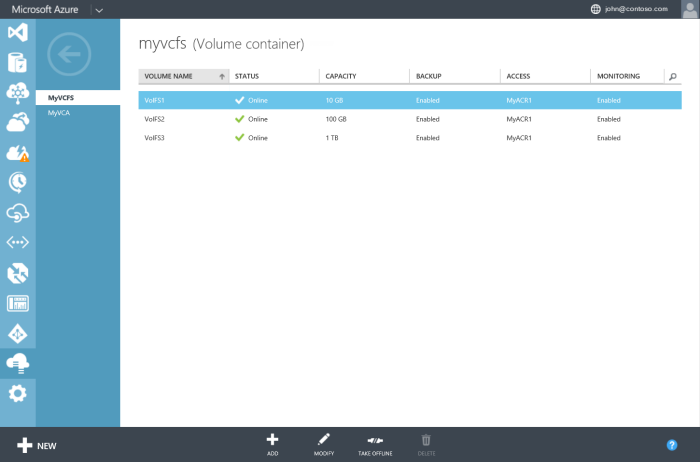 Microsoft Azure john@contoso.com
myvcfs (Volume container)
VOLUME NAME STATUS CAPACITY BACKUP ACCESS MONITORING
MyVCFS
MyVCA
VolFS1 Online 10 GB Enabled MyACR1 Enabled
VolFS2 Online 100 GB Enabled MyACR1 Enabled
VolFS3 Online 1 TB Enabled MyACR1 Enabled
NEW ADD MODIFY TAKE OFFLINE DELETE ?